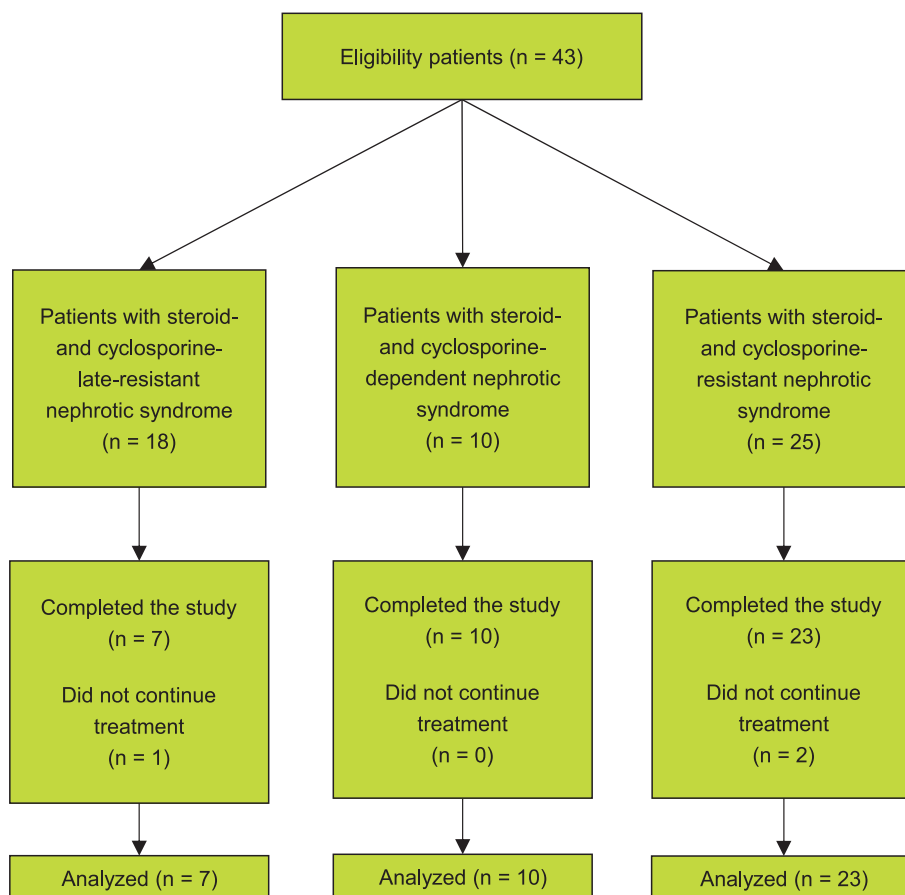 Eligibility patients (n = 43)
Patients with steroid-
and cyclosporine-
late-resistant
nephrotic syndrome
(n = 18)
Patients with steroid-
and cyclosporine-
dependent nephrotic
syndrome
(n = 10)
Patients with steroid-
and cyclosporine-
resistant nephrotic
syndrome
(n = 25)
Completed the study
(n = 7)
Did not continue
treatment
(n = 1)
Completed the study
(n = 10)
Did not continue
treatment
(n = 0)
Completed the study
(n = 23)
Did not continue
treatment
(n = 2)
Analyzed (n = 7)
Analyzed (n = 10)
Analyzed (n = 23)